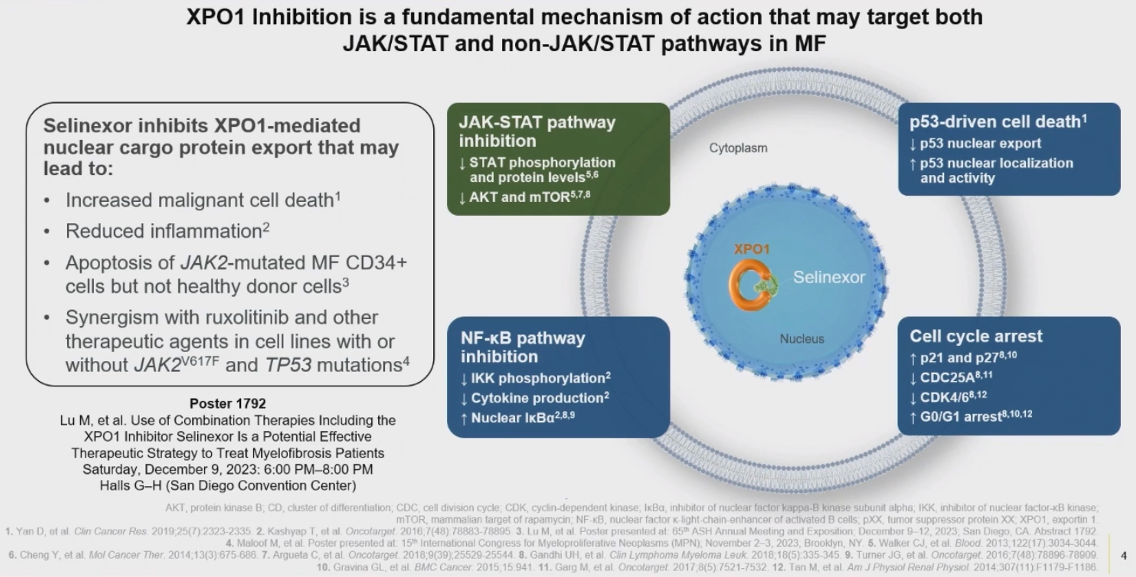 XPO1 Inhibition is a fundamental mechanism of action that may target both
JAK/STAT and non-JAK/STAT pathways in MF
Selinexor inhibits XPO1-mediated
nuclear cargo protein export that may
lead to:
• Increased malignant cell death1
• Reduced inflammation2
• Apoptosis of JAK2-mutated MF CD34+
cells but not healthy donor cells3
• Synergism with ruxolitinib and other
therapeutic agents in cell lines with or
without JAK2V617F and TP53 mutations4
Poster 1792
Lu M, et al. Use of Combination Therapies Including the
XPO1 Inhibitor Selinexor Is a Potential Effective
Therapeutic Strategy to Treat Myelofibrosis Patients
Saturday, December 9, 2023: 6:00 PM–8:00 PM
Halls G–H (San Diego Convention Center)
JAK-STAT pathway
inhibition
↓ STAT phosphorylation
and protein levels5,6
↓ AKT and mTOR5,7,8
Cytoplasm
p53-driven cell death1
↓ p53 nuclear export
↑ p53 nuclear localization
and activity
XPO1
Selinexor
Nucleus
NF-κB pathway
inhibition
↓ IKK phosphorylation2
↓ Cytokine production2
↑ Nuclear IκBα2,8,9
Cell cycle arrest
↑ p21 and p278,10
↓ CDC25A8,11
↓ CDK4/68,12
↑ G0/G1 arrest8,10,12
AKT, protein kinase B; CD, cluster of differentiation; CDC, cell division cycle; CDK, cyclin-dependent kinase; IκBα, inhibitor of nuclear factor kappa-B kinase subunit alpha; IKK, inhibitor of nuclear factor-κB kinase;
mTOR, mammalian target of rapamycin; NF-κB, nuclear factor κ-light-chain-enhancer of activated B cells; pXX, tumor suppressor protein XX; XPO1, exportin 1.
1. Yan D, et al. Clin Cancer Res. 2019;25(7):2323-2335. 2. Kashyap T, et al. Oncotarget. 2016;7(48):78883-78895. 3. Lu M, et al. Poster presented at: 65th ASH Annual Meeting and Exposition; December 9–12, 2023; San Diego, CA. Abstract 1792.
4. Maloof M, et al. Poster presented at: 15th International Congress for Myeloproliferative Neoplasms (MPN); November 2–3, 2023; Brooklyn, NY. 5. Walker CJ, et al. Blood. 2013;122(17):3034-3044.
6. Cheng Y, et al. Mol Cancer Ther. 2014;13(3):675-686. 7. Argueta C, et al. Oncotarget. 2018;9(39):25529-25544. 8. Gandhi UH, et al. Clin Lymphoma Myeloma Leuk. 2018;18(5):335-345. 9. Turner JG, et al. Oncotarget. 2016;7(48):78896-78909.
10. Gravina GL, et al. BMC Cancer. 2015;15:941. 11. Garg M, et al. Oncotarget. 2017;8(5):7521-7532. 12. Tan M, et al. Am J Physiol Renal Physiol. 2014;307(11):F1179-F1186.
4